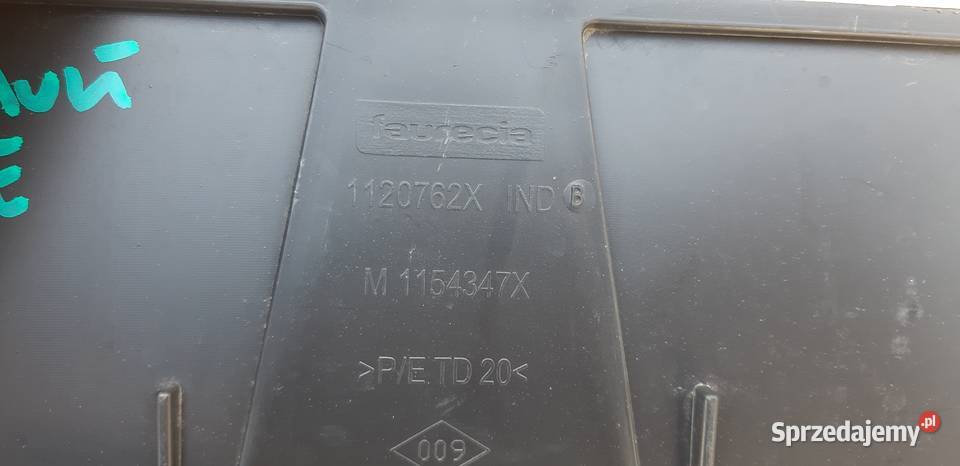 faurecia
1120762X IND B
M 1154347X
>P/E TD 20<
009
Sprzedajemy.pl